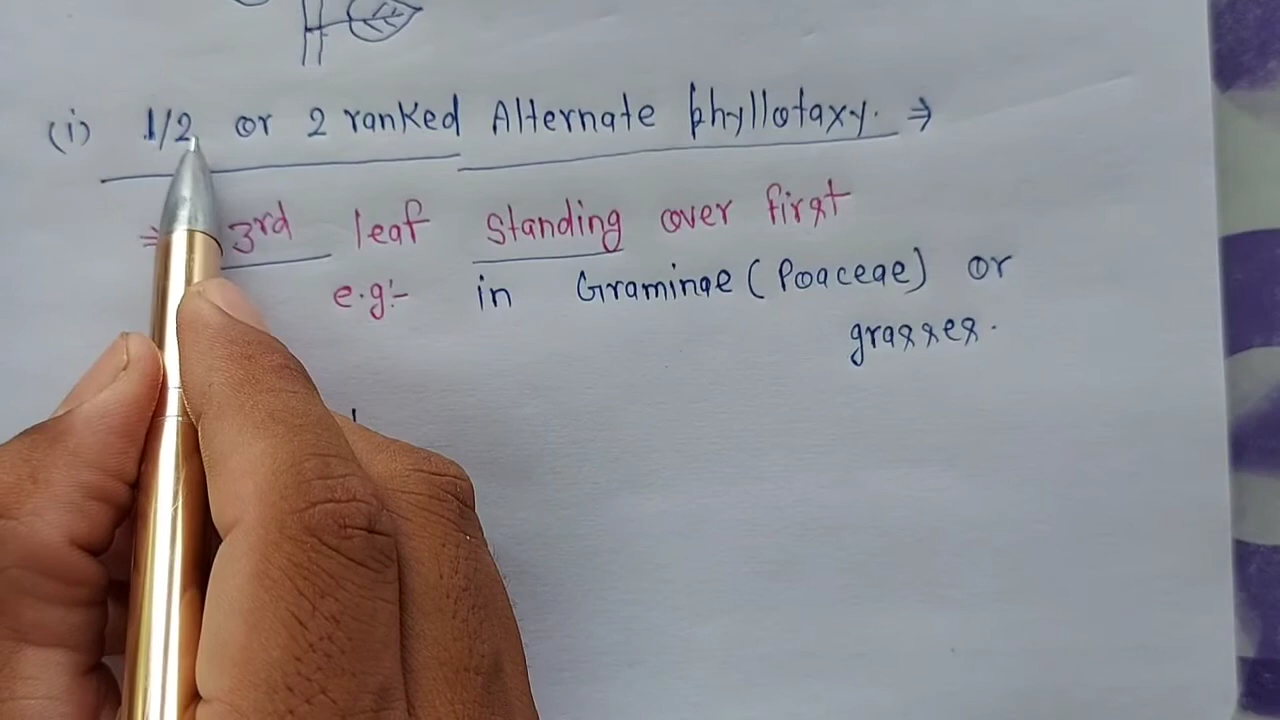 (i) 1/2 or 2 ranked Alternate phyllotaxy. ⇒
⇒ 3rd leaf standing over first
e.g:- in Graminae (Poaceae) or
grasses.